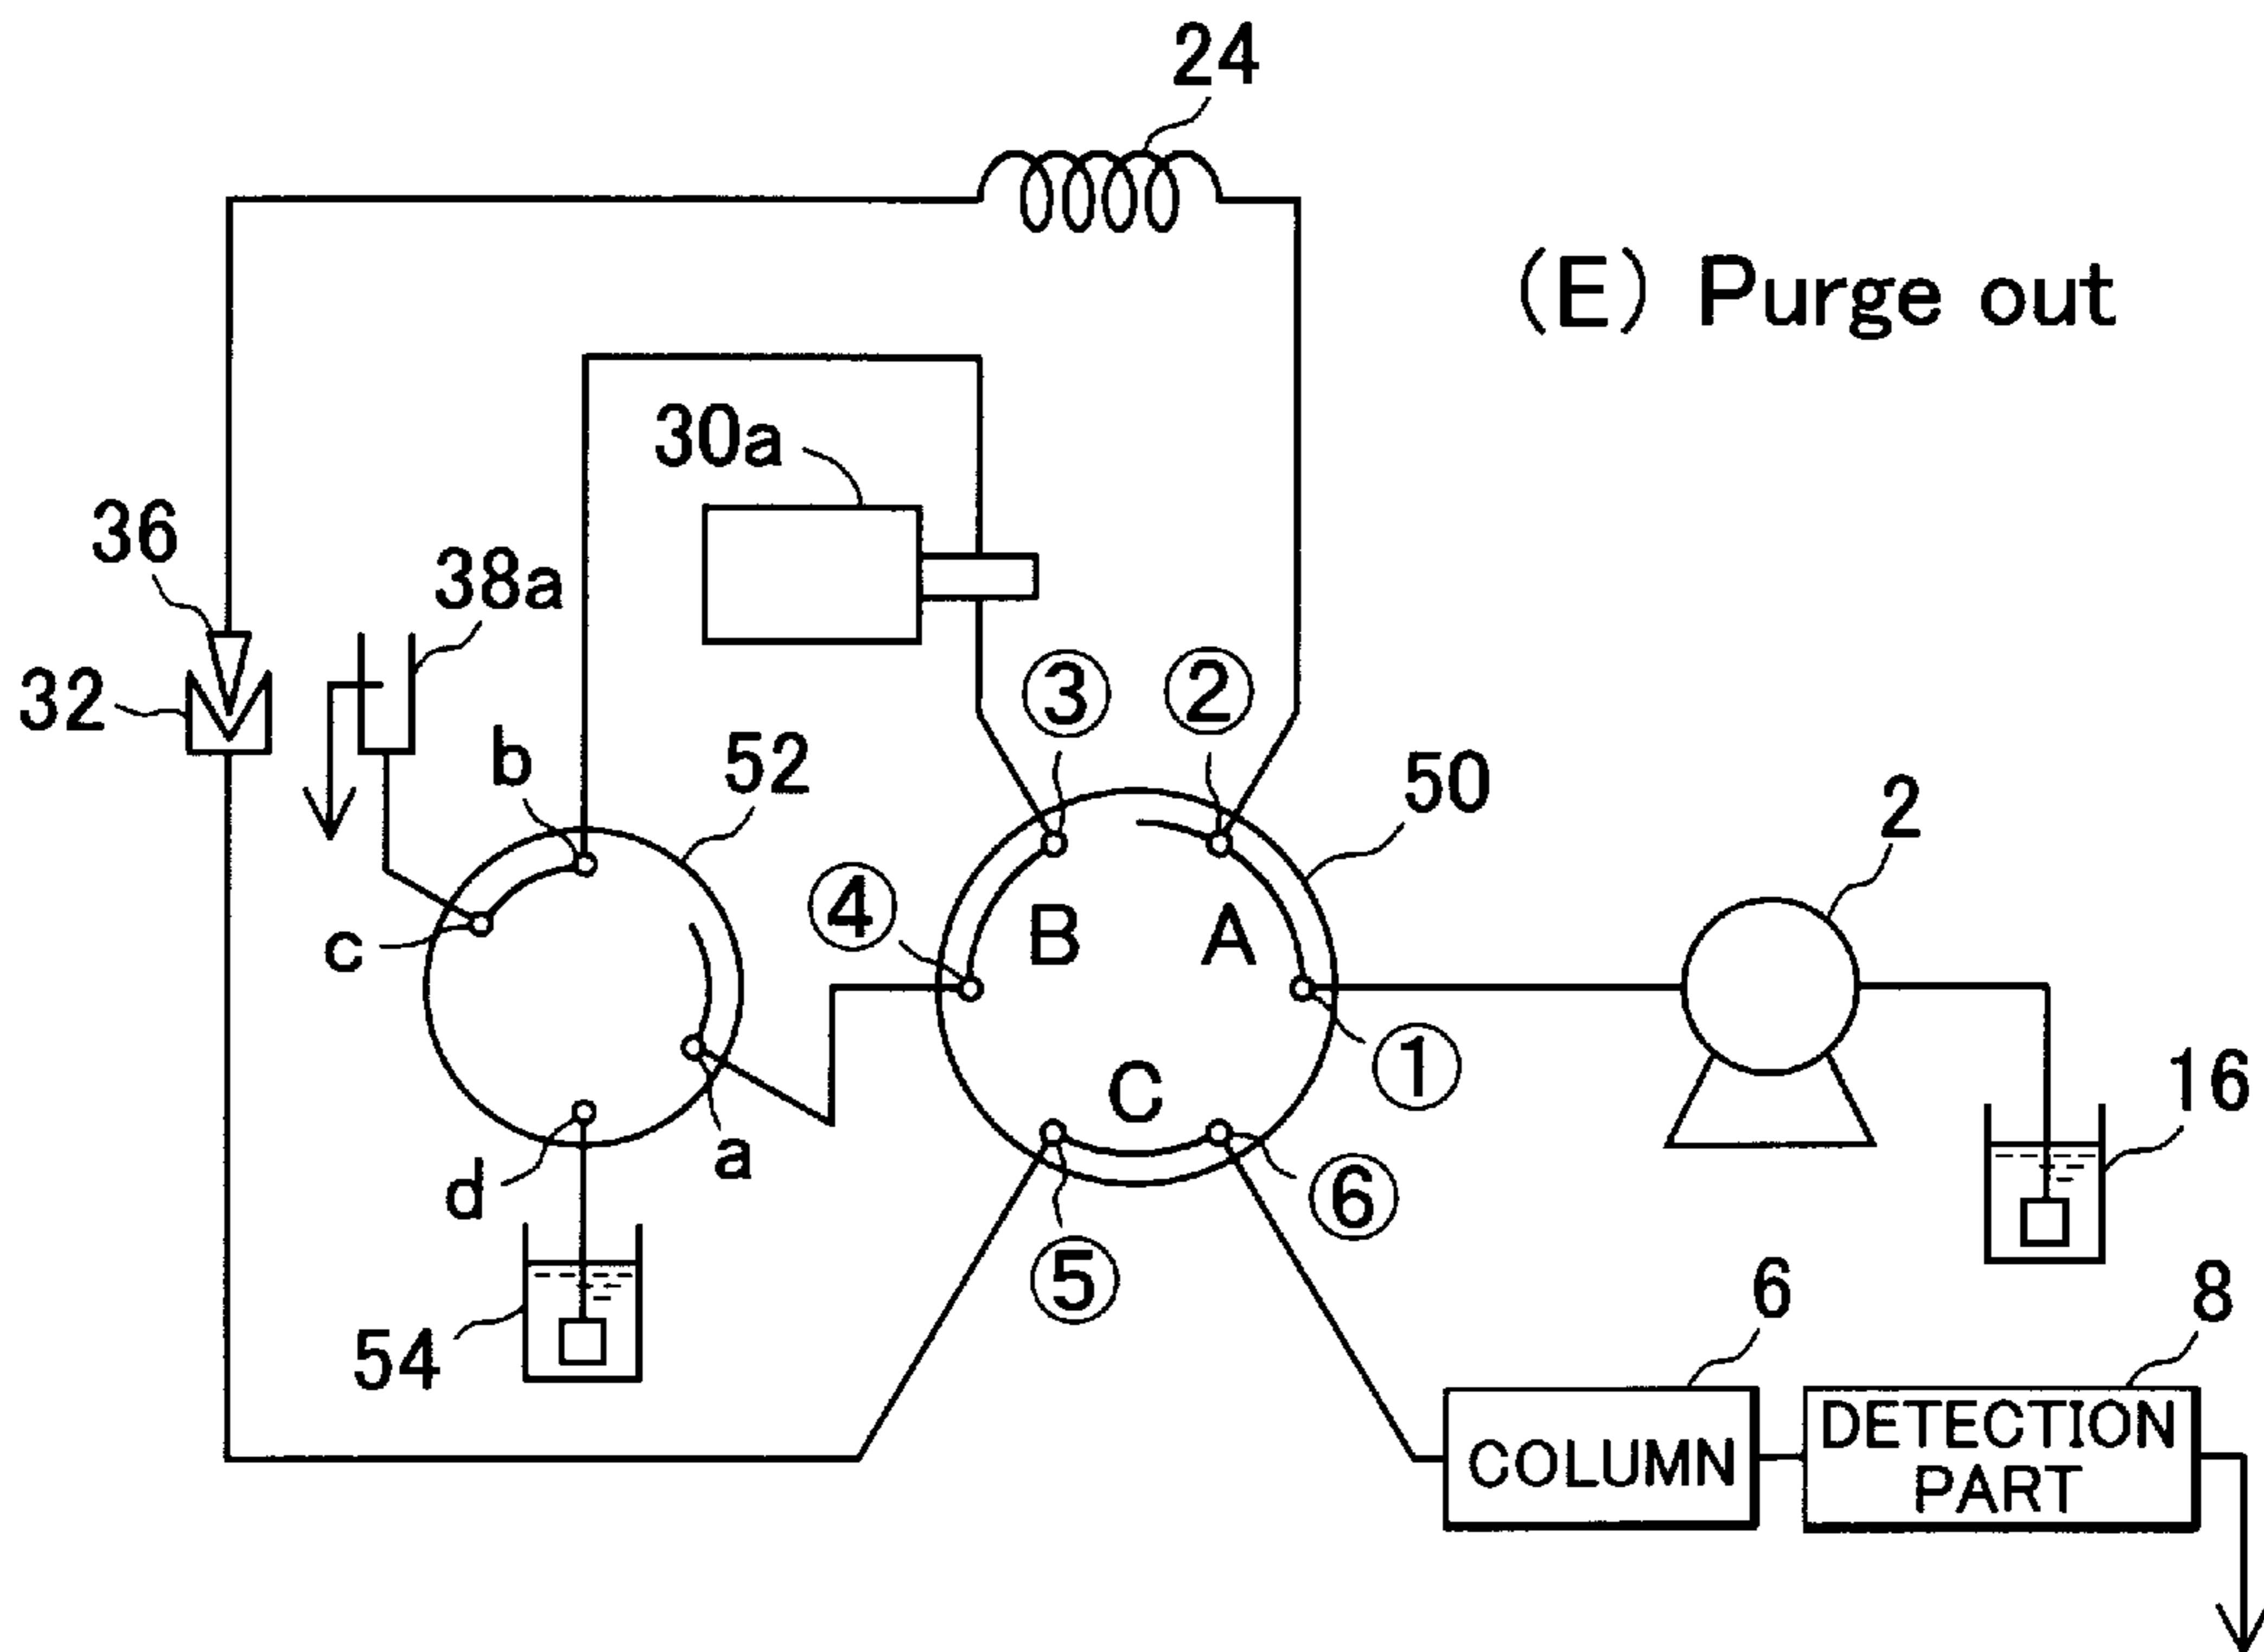 24
(E) Purge out
30a
36
38a
32
③
②
b
52
50
2
④
c
B
A
①
16
C
a
d
⑥
⑤
54
6
8
COLUMN
DETECTION
PART